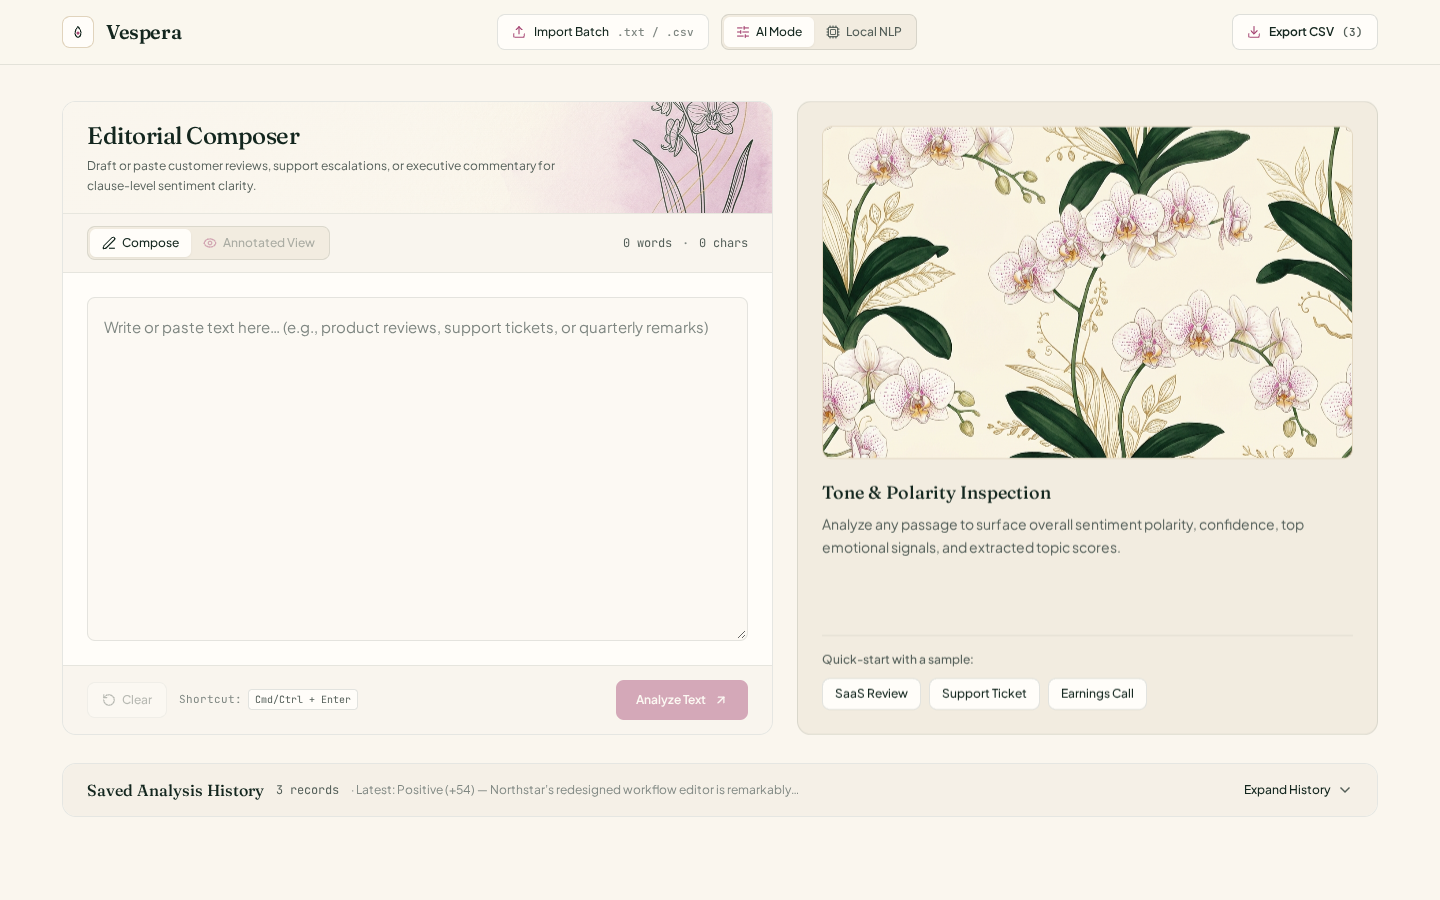 Vespera
Import Batch .txt / .csv
AI Mode
Local NLP
Export CSV (3)
Editorial Composer
Draft or paste customer reviews, support escalations, or executive commentary for
clause-level sentiment clarity.
Compose
Annotated View
0 words · 0 chars
Write or paste text here… (e.g., product reviews, support tickets, or quarterly remarks)
Clear
Shortcut: Cmd/Ctrl + Enter
Analyze Text
Tone & Polarity Inspection
Analyze any passage to surface overall sentiment polarity, confidence, top
emotional signals, and extracted topic scores.
Quick-start with a sample:
SaaS Review
Support Ticket
Earnings Call
Saved Analysis History 3 records · Latest: Positive (+54) — Northstar’s redesigned workflow editor is remarkably…
Expand History